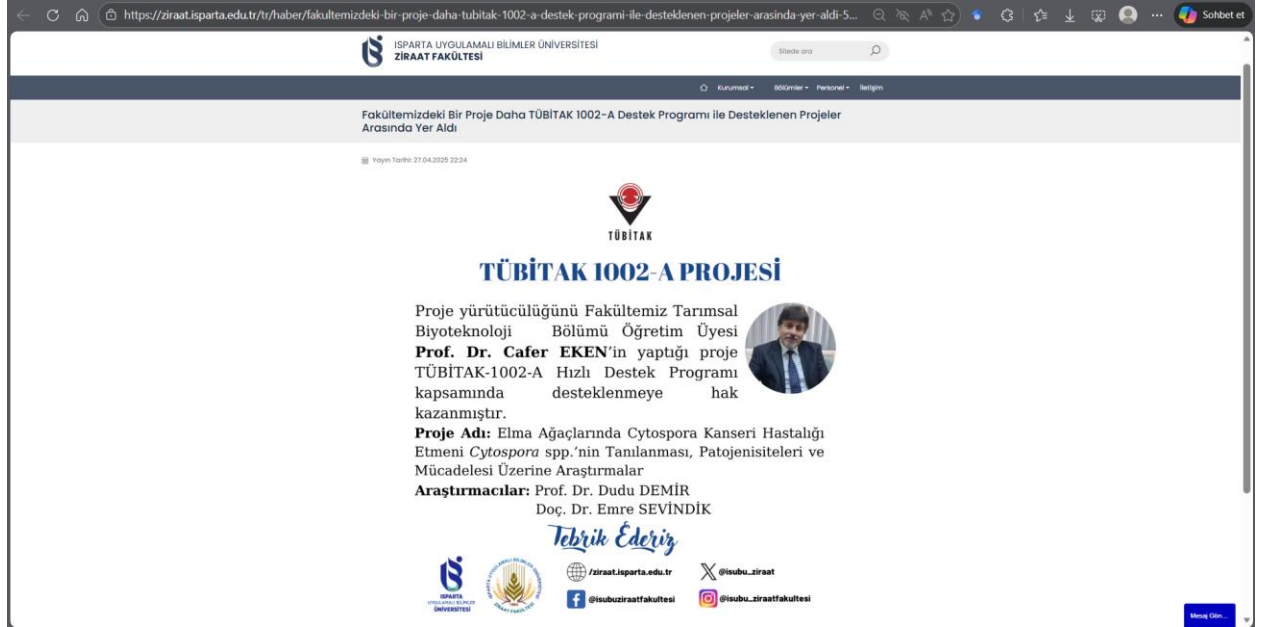 https://ziraat.isparta.edu.tr/tr/haber/fakultemizdeki-bir-proje-daha-tubitak-1002-a-destek-programi-ile-desteklenen-projeler-arasinda-yer-aldi-5...
Sohbet et
ISPARTA UYGULAMALI BİLİMLER ÜNİVERSİTESİ
ZİRAAT FAKÜLTESİ
Sitede ara
Kurumsal Bölümler Personel İletişim
Fakültemizdeki Bir Proje Daha TÜBİTAK 1002-A Destek Programı ile Desteklenen Projeler
Arasında Yer Aldı
Yayın Tarihi: 27.04.2025 22:24
TÜBİTAK
TÜBİTAK 1002-A PROJESİ
Proje yürütücülüğünü Fakültemiz Tarımsal
Biyoteknoloji Bölümü Öğretim Üyesi
Prof. Dr. Cafer EKEN'in yaptığı proje
TÜBİTAK-1002-A Hızlı Destek Programı
kapsamında desteklenmeye hak
kazanmıştır.
Proje Adı: Elma Ağaçlarında Cytospora Kanseri Hastalığı
Etmeni Cytospora spp.'nin Tanılanması, Patojenisiteleri ve
Mücadelesi Üzerine Araştırmalar
Araştırmacılar: Prof. Dr. Dudu DEMİR
Doç. Dr. Emre SEVİNDİK
Tebrik Ederiz
ISPARTA
UYGULAMALI BİLİMLER
ÜNİVERSİTESİ
/ziraat.isparta.edu.tr
@isubu_ziraat
@isubuziraatfakultesi
@isubu_ziraatfakultesi
Mesaj Gön...